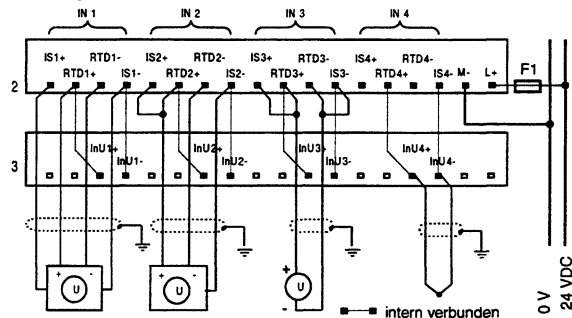 IN 1 IN 2 IN 3 IN 4
IS1+ RTD1- IS2+ RTD2- IS3+ RTD3- IS4+ RTD4-
RTD1+ IS1- RTD2+ IS2- RTD3+ IS3- RTD4+ IS4- M- L+ F1
2
InU1+ InU2+ InU3+ InU4+
InU1- InU2- InU3- InU4-
3
+ - + - +
U U U
-
intern verbunden
0 V
24 VDC